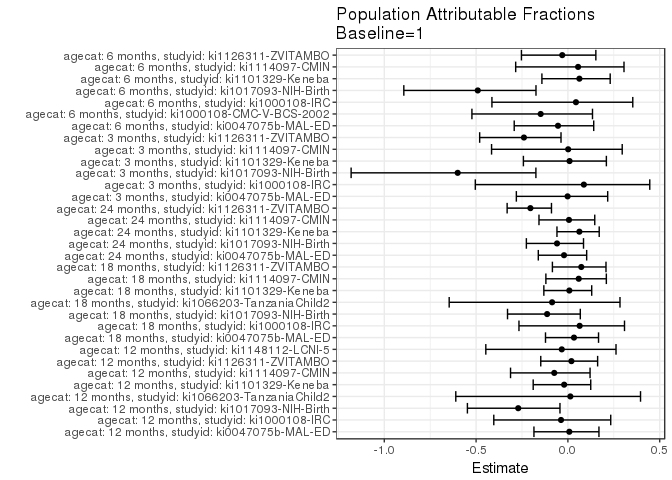 Population Attributable Fractions
Baseline=1
agecat: 6 months, studyid: ki1126311-ZVITAMBO
agecat: 6 months, studyid: ki1114097-CMIN
agecat: 6 months, studyid: ki1101329-Keneba
agecat: 6 months, studyid: ki1017093-NIH-Birth
agecat: 6 months, studyid: ki1000108-IRC
agecat: 6 months, studyid: ki1000108-CMC-V-BCS-2002
agecat: 6 months, studyid: ki0047075b-MAL-ED
agecat: 3 months, studyid: ki1126311-ZVITAMBO
agecat: 3 months, studyid: ki1114097-CMIN
agecat: 3 months, studyid: ki1101329-Keneba
agecat: 3 months, studyid: ki1017093-NIH-Birth
agecat: 3 months, studyid: ki1000108-IRC
agecat: 3 months, studyid: ki0047075b-MAL-ED
agecat: 24 months, studyid: ki1126311-ZVITAMBO
agecat: 24 months, studyid: ki1114097-CMIN
agecat: 24 months, studyid: ki1101329-Keneba
agecat: 24 months, studyid: ki1017093-NIH-Birth
agecat: 24 months, studyid: ki0047075b-MAL-ED
agecat: 18 months, studyid: ki1126311-ZVITAMBO
agecat: 18 months, studyid: ki1114097-CMIN
agecat: 18 months, studyid: ki1101329-Keneba
agecat: 18 months, studyid: ki1066203-TanzaniaChild2
agecat: 18 months, studyid: ki1017093-NIH-Birth
agecat: 18 months, studyid: ki1000108-IRC
agecat: 18 months, studyid: ki0047075b-MAL-ED
agecat: 12 months, studyid: ki1148112-LCNI-5
agecat: 12 months, studyid: ki1126311-ZVITAMBO
agecat: 12 months, studyid: ki1114097-CMIN
agecat: 12 months, studyid: ki1101329-Keneba
agecat: 12 months, studyid: ki1066203-TanzaniaChild2
agecat: 12 months, studyid: ki1017093-NIH-Birth
agecat: 12 months, studyid: ki1000108-IRC
agecat: 12 months, studyid: ki0047075b-MAL-ED
-1.0 -0.5 0.0 0.5
Estimate